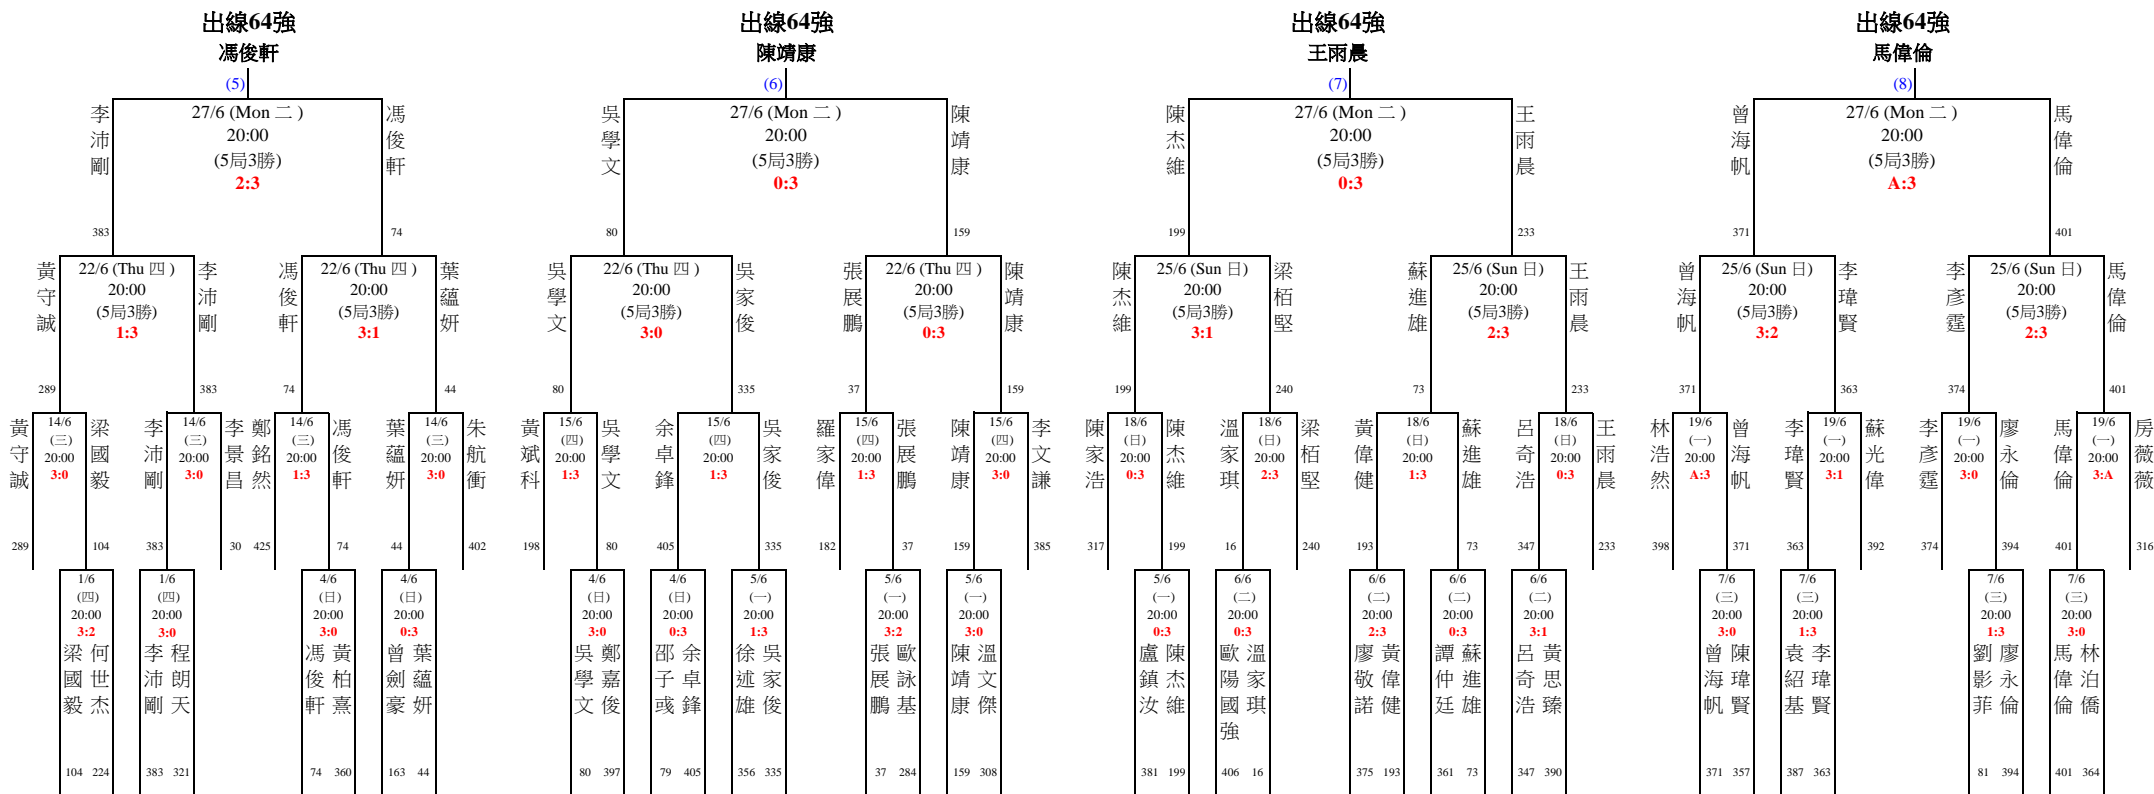 出線64強
出線64強
出線64強
出線64強
馮俊軒
陳靖康
王雨晨
馬偉倫
(5)
(6)
(7)
(8)
李沛剛
27/6 (Mon 二 )
20:00
(5局3勝)
2:3
馮俊軒
吳學文
27/6 (Mon 二 )
20:00
(5局3勝)
0:3
陳靖康
陳杰維
27/6 (Mon 二 )
20:00
(5局3勝)
0:3
王雨晨
曾海帆
27/6 (Mon 二 )
20:00
(5局3勝)
A:3
馬偉倫
383
74
80
159
199
233
371
401
黃守誠
22/6 (Thu 四 )
20:00
(5局3勝)
1:3
李沛剛
馮俊軒
22/6 (Thu 四 )
20:00
(5局3勝)
3:1
葉蘊妍
吳學文
22/6 (Thu 四 )
20:00
(5局3勝)
3:0
吳家俊
張展鵬
22/6 (Thu 四 )
20:00
(5局3勝)
0:3
陳靖康
陳杰維
25/6 (Sun 日)
20:00
(5局3勝)
3:1
梁栢堅
蘇進雄
25/6 (Sun 日)
20:00
(5局3勝)
2:3
王雨晨
曾海帆
25/6 (Sun 日)
20:00
(5局3勝)
3:2
李瑋賢
李彥霆
25/6 (Sun 日)
20:00
(5局3勝)
2:3
馬偉倫
289
383
74
44
80
335
37
159
199
240
73
233
371
363
374
401
黃守誠
14/6
(三)
20:00
3:0
梁國毅
李沛剛
14/6
(三)
20:00
3:0
李景昌
鄭銘然
14/6
(三)
20:00
1:3
馮俊軒
葉蘊妍
14/6
(三)
20:00
3:0
朱航衝
黃斌科
15/6
(四)
20:00
1:3
吳學文
余卓鋒
15/6
(四)
20:00
1:3
吳家俊
羅家偉
15/6
(四)
20:00
1:3
張展鵬
陳靖康
15/6
(四)
20:00
3:0
李文謙
陳家浩
18/6
(日)
20:00
0:3
陳杰維
溫家琪
18/6
(日)
20:00
2:3
梁栢堅
黃偉健
18/6
(日)
20:00
1:3
蘇進雄
呂奇浩
18/6
(日)
20:00
0:3
王雨晨
林浩然
19/6
(一)
20:00
A:3
曾海帆
李瑋賢
19/6
(一)
20:00
3:1
蘇光偉
李彥霆
19/6
(一)
20:00
3:0
廖永倫
馬偉倫
19/6
(一)
20:00
3:A
房薇薇
289
104
383
30
425
74
44
402
198
80
405
335
182
37
159
385
317
199
16
240
193
73
347
233
398
371
363
392
374
394
401
316
1/6
(四)
20:00
3:2
梁國毅
何世杰
1/6
(四)
20:00
3:0
李沛剛
程朗天
4/6
(日)
20:00
3:0
馮俊軒
黃柏熹
4/6
(日)
20:00
0:3
曾劍豪
葉蘊妍
4/6
(日)
20:00
3:0
吳學文
鄭嘉俊
4/6
(日)
20:00
0:3
邵子彧
余卓鋒
5/6
(一)
20:00
1:3
徐述雄
吳家俊
5/6
(一)
20:00
3:2
張展鵬
歐詠基
5/6
(一)
20:00
3:0
陳靖康
溫文傑
5/6
(一)
20:00
0:3
盧鎮汝
陳杰維
6/6
(二)
20:00
0:3
歐陽國強
溫家琪
6/6
(二)
20:00
2:3
廖敬諾
黃偉健
6/6
(二)
20:00
0:3
譚仲廷
蘇進雄
6/6
(二)
20:00
3:1
呂奇浩
黃思臻
7/6
(三)
20:00
3:0
曾海帆
陳瑋賢
7/6
(三)
20:00
1:3
袁紹基
李瑋賢
7/6
(三)
20:00
1:3
劉影菲
廖永倫
7/6
(三)
20:00
3:0
馬偉倫
林泊僑
104
224
383
321
74
360
163
44
80
397
79
405
356
335
37
284
159
308
381
199
406
16
375
193
361
73
347
390
371
357
387
363
81
394
401
364